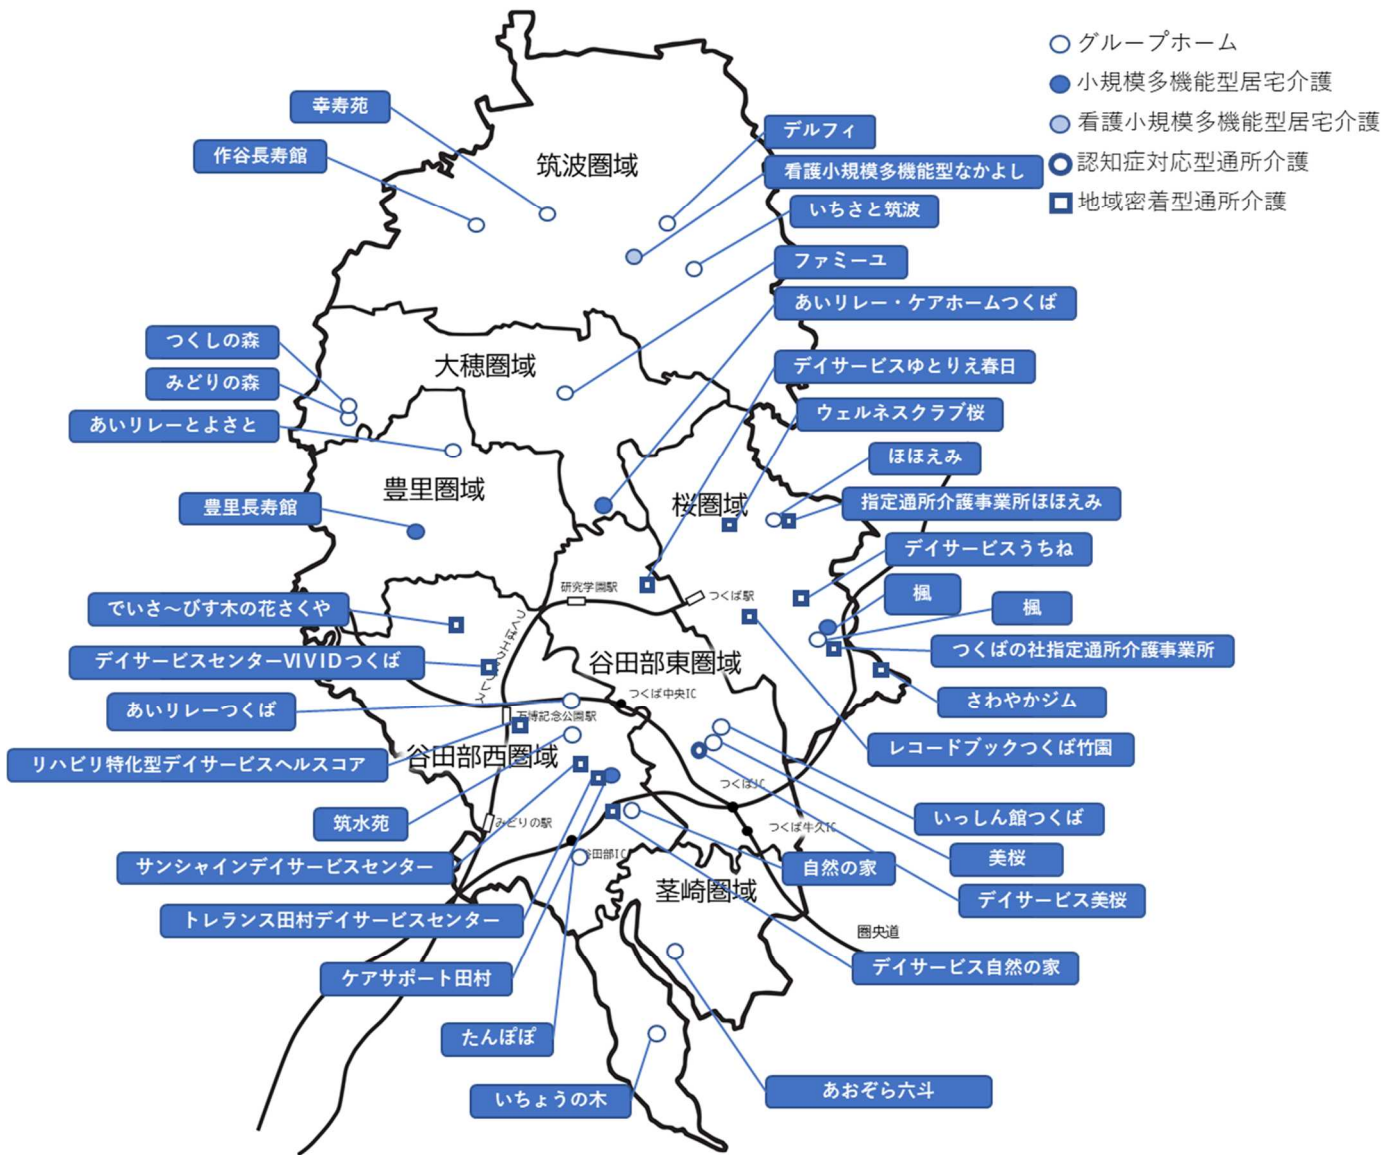 グループホーム
小規模多機能型居宅介護
看護小規模多機能型居宅介護
認知症対応型通所介護
地域密着型通所介護
幸寿苑
作谷長寿館
筑波圏域
デルフィ
看護小規模多機能型なかよし
いちさと筑波
ファミーユ
あいリレー・ケアホームつくば
つくしの森
みどりの森
あいリレーとよさと
大穂圏域
デイサービスゆとりえ春日
ウェルネスクラブ桜
ほほえみ
豊里長寿館
豊里圏域
桜圏域
指定通所介護事業所ほほえみ
デイサービスうちね
楓
楓
研究学園駅
つくば駅
でいさ～びす木の花さくや
つくばエクスプレス
つくばの社指定通所介護事業所
デイサービスセンターVIVIDつくば
谷田部東圏域
さわやかジム
あいリレーつくば
つくば中央IC
万博記念公園駅
レコードブックつくば竹園
リハビリ特化型デイサービスヘルスコア
谷田部西圏域
つくばJC
筑水苑
みどりの駅
つくば牛久IC
いっしん館つくば
サンシャインデイサービスセンター
谷田部IC
自然の家
美桜
茎崎圏域
デイサービス美桜
トレランス田村デイサービスセンター
圏央道
ケアサポート田村
デイサービス自然の家
たんぽぽ
いちょうの木
あおぞら六斗